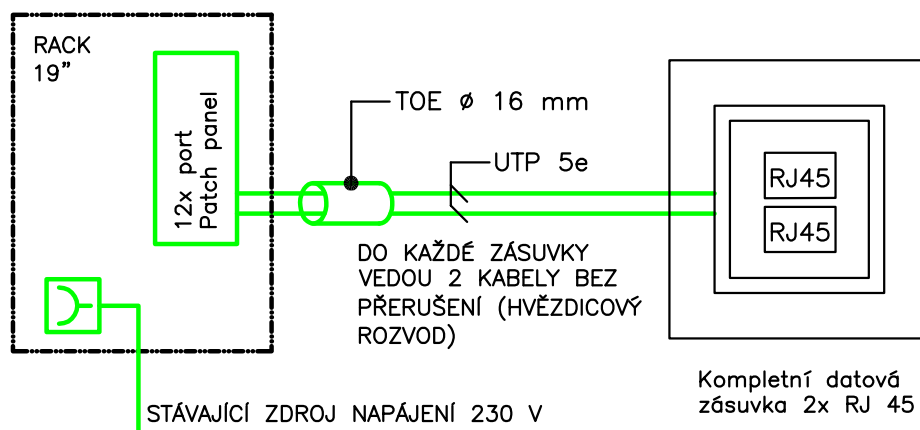 RACK
19"
12x port
Patch panel
TOE ø 16 mm
UTP 5e
RJ45
RJ45
DO KAŽDÉ ZÁSUVKY
VEDOU 2 KABELY BEZ
PŘERUŠENÍ (HVĚZDICOVÝ
ROZVOD)
Kompletní datová
zásuvka 2x RJ 45
STÁVAJÍCÍ ZDROJ NAPÁJENÍ 230 V